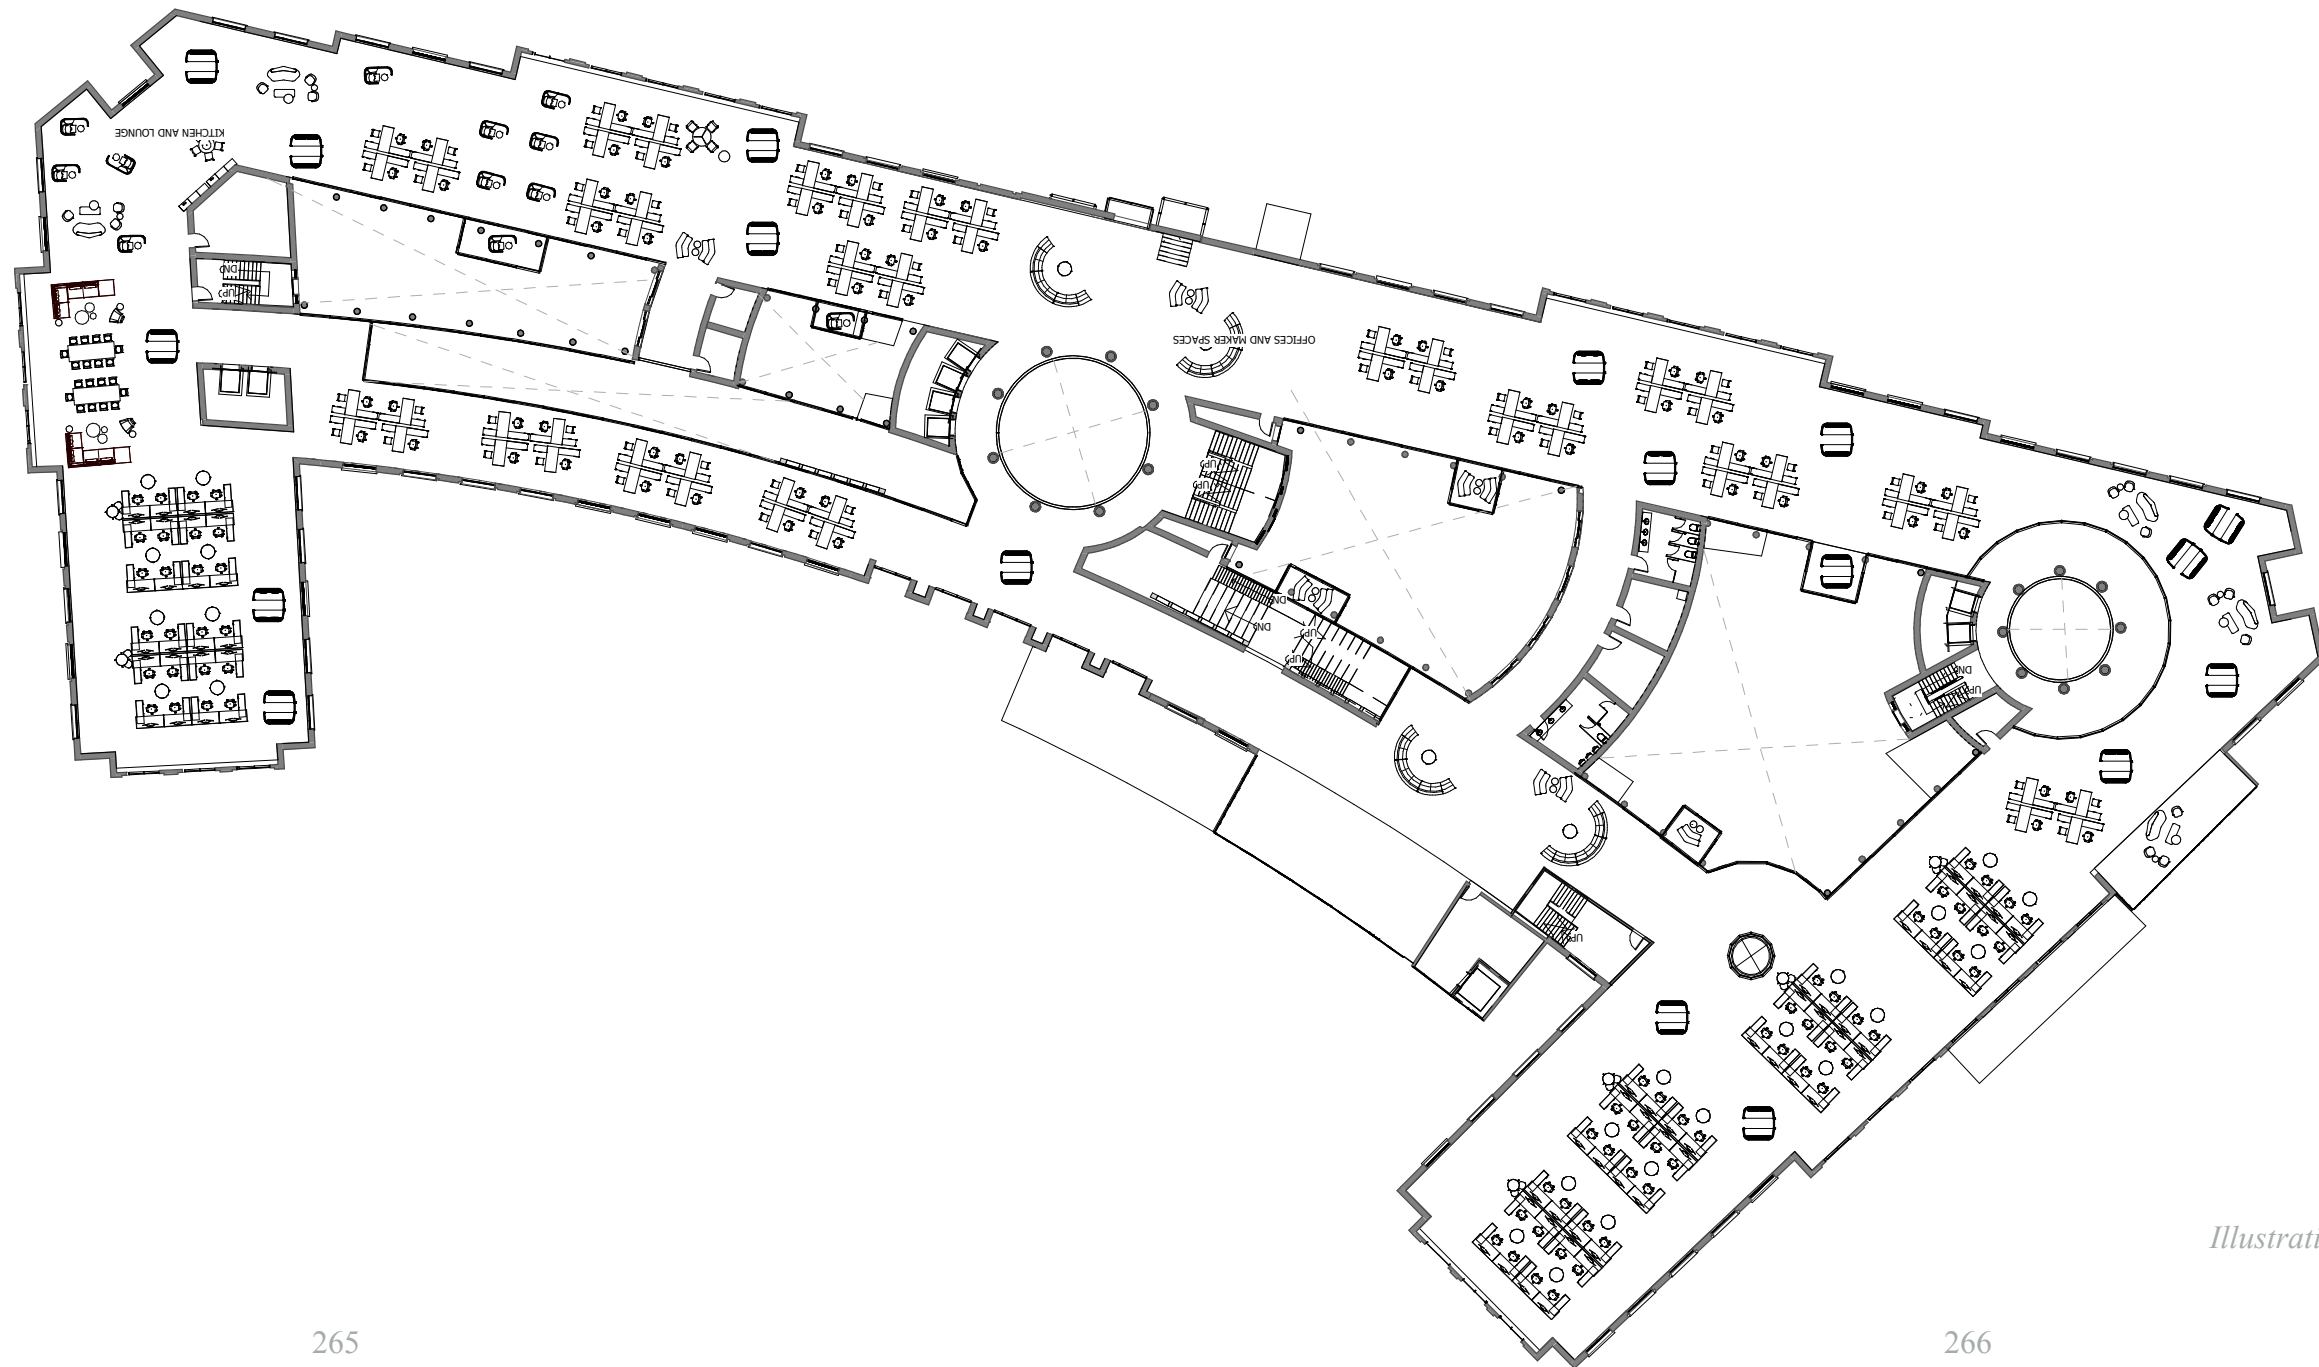 KITCHEN AND LOUNGE
DN
UP
OFFICES AND MAKER SPACES
UP
UP
DN
DN
UP
UP
DN
UP
UP
Illustrati
265
266